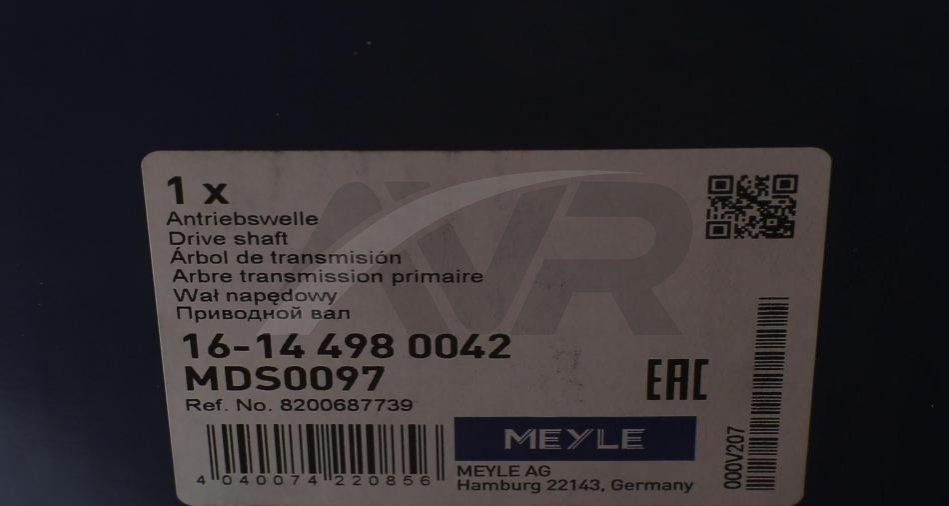 1 x
Antriebswelle
Drive shaft
Árbol de transmisión
Arbre transmission primaire
Wał napędowy
Приводной вал
16-14 498 0042
MDS0097
Ref. No. 8200687739
EAC
4 040074 220856
MEYLE
MEYLE AG
Hamburg 22143, Germany
000V207
AVR